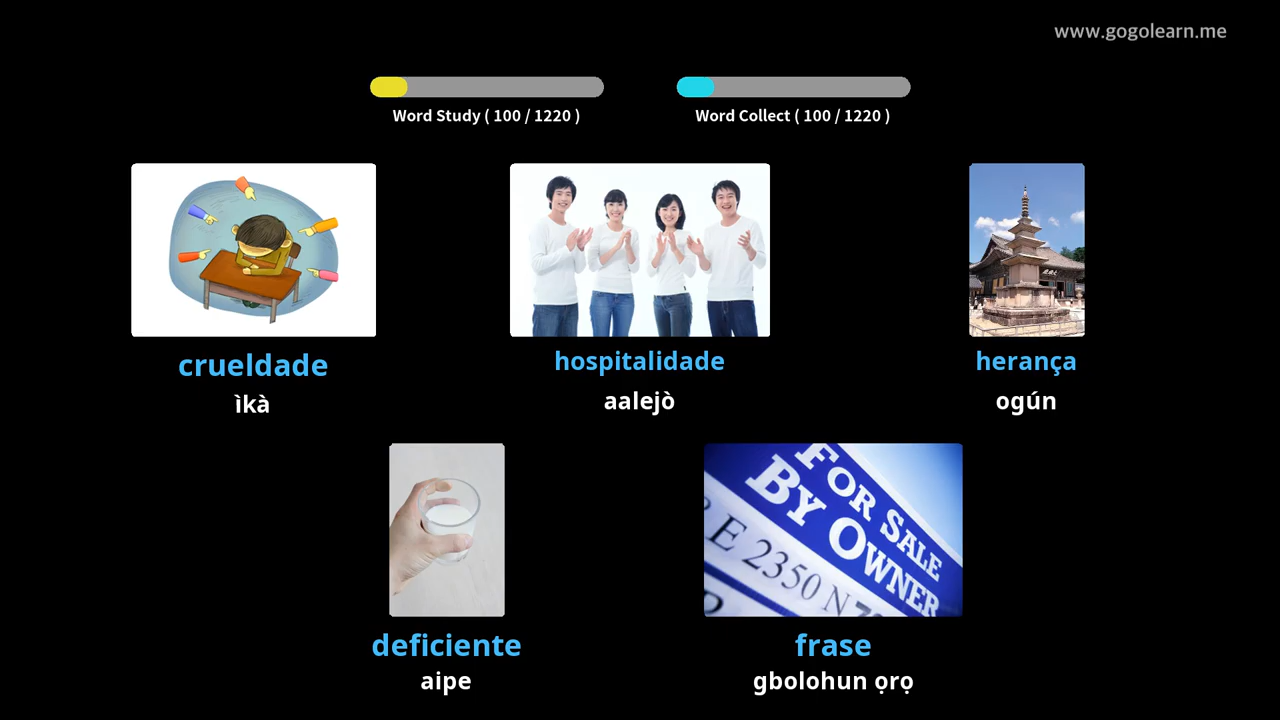 www.gogolearn.me
Word Study ( 100 / 1220 )
Word Collect ( 100 / 1220 )
crueldade
ìkà
hospitalidade
aalejò
herança
ogún
FOR SALE
BY OWNER
E 2350 N
deficiente
aipe
frase
gbolohun ọrọ